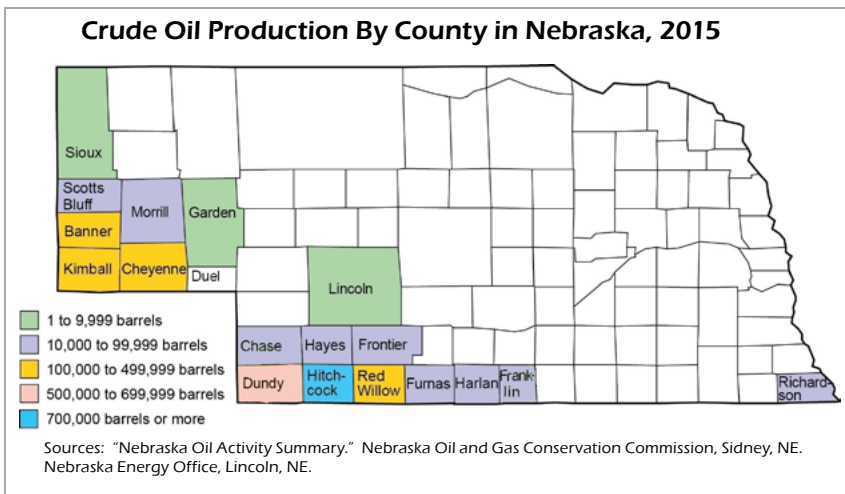 Crude Oil Production By County in Nebraska, 2015
Sioux
Scotts
Bluff
Morrill
Garden
Banner
Kimball
Cheyenne
Duel
Lincoln
1 to 9,999 barrels
10,000 to 99,999 barrels
100,000 to 499,999 barrels
500,000 to 699,999 barrels
700,000 barrels or more
Chase
Hayes
Frontier
Dundy
Hitch-
cock
Red
Willow
Furnas
Harlan
Frank-
lin
Richard-
son
Sources: “Nebraska Oil Activity Summary.” Nebraska Oil and Gas Conservation Commission, Sidney, NE.
Nebraska Energy Office, Lincoln, NE.